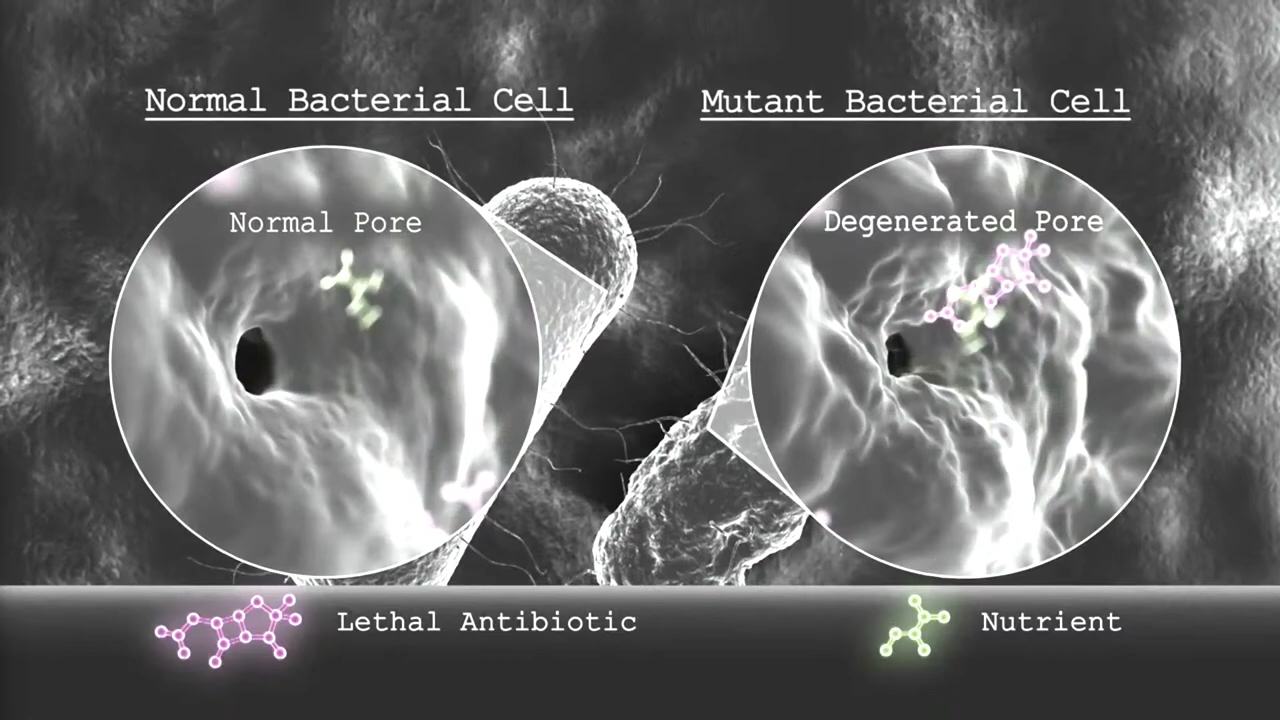 Normal Bacterial Cell
Mutant Bacterial Cell
Normal Pore
Degenerated Pore
Lethal Antibiotic
Nutrient